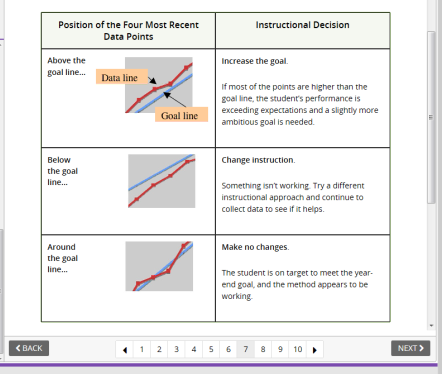 Position of the Four Most Recent
Data Points
Instructional Decision
Above the
goal line...
Data line
Goal line
Increase the goal.
If most of the points are higher than the
goal line, the student's performance is
exceeding expectations and a slightly more
ambitious goal is needed.
Below
the goal
line...
Change instruction.
Something isn't working. Try a different
instructional approach and continue to
collect data to see if it helps.
Around
the goal
line...
Make no changes.
The student is on target to meet the year-
end goal, and the method appears to be
working.
BACK
1 2 3 4 5 6 7 8 9 10
NEXT